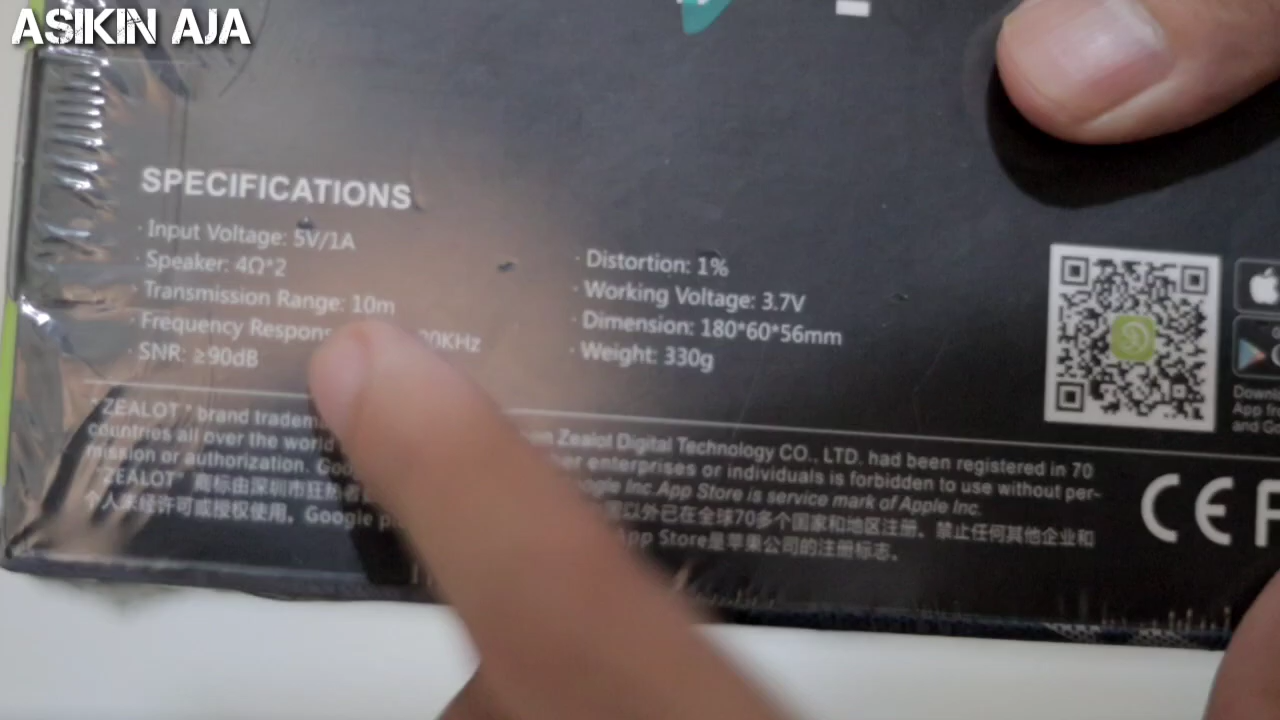 ASIKIN AJA
SPECIFICATIONS
· Input Voltage: 5V/1A
· Speaker: 4Ω*2
· Transmission Range: 10m
· Frequency Respon
· SNR: ≥90dB
· Distortion: 1%
· Working Voltage: 3.7V
· Dimension: 180*60*56mm
· Weight: 330g
" ZEALOT " brand Zealot Digital Technology CO., LTD. had been registered in 70
countries all over the world enterprises or individuals is forbidden to use without per-
mission or authorization. Inc.App Store is service mark of Apple Inc.
"ZEALOT" 商标由深圳市狂热者 以外已在全球70多个国家和地区注册。禁止任何其他企业和
个人未经许可或授权使用。Google App Store是苹果公司的注册标志。
App
and
CE